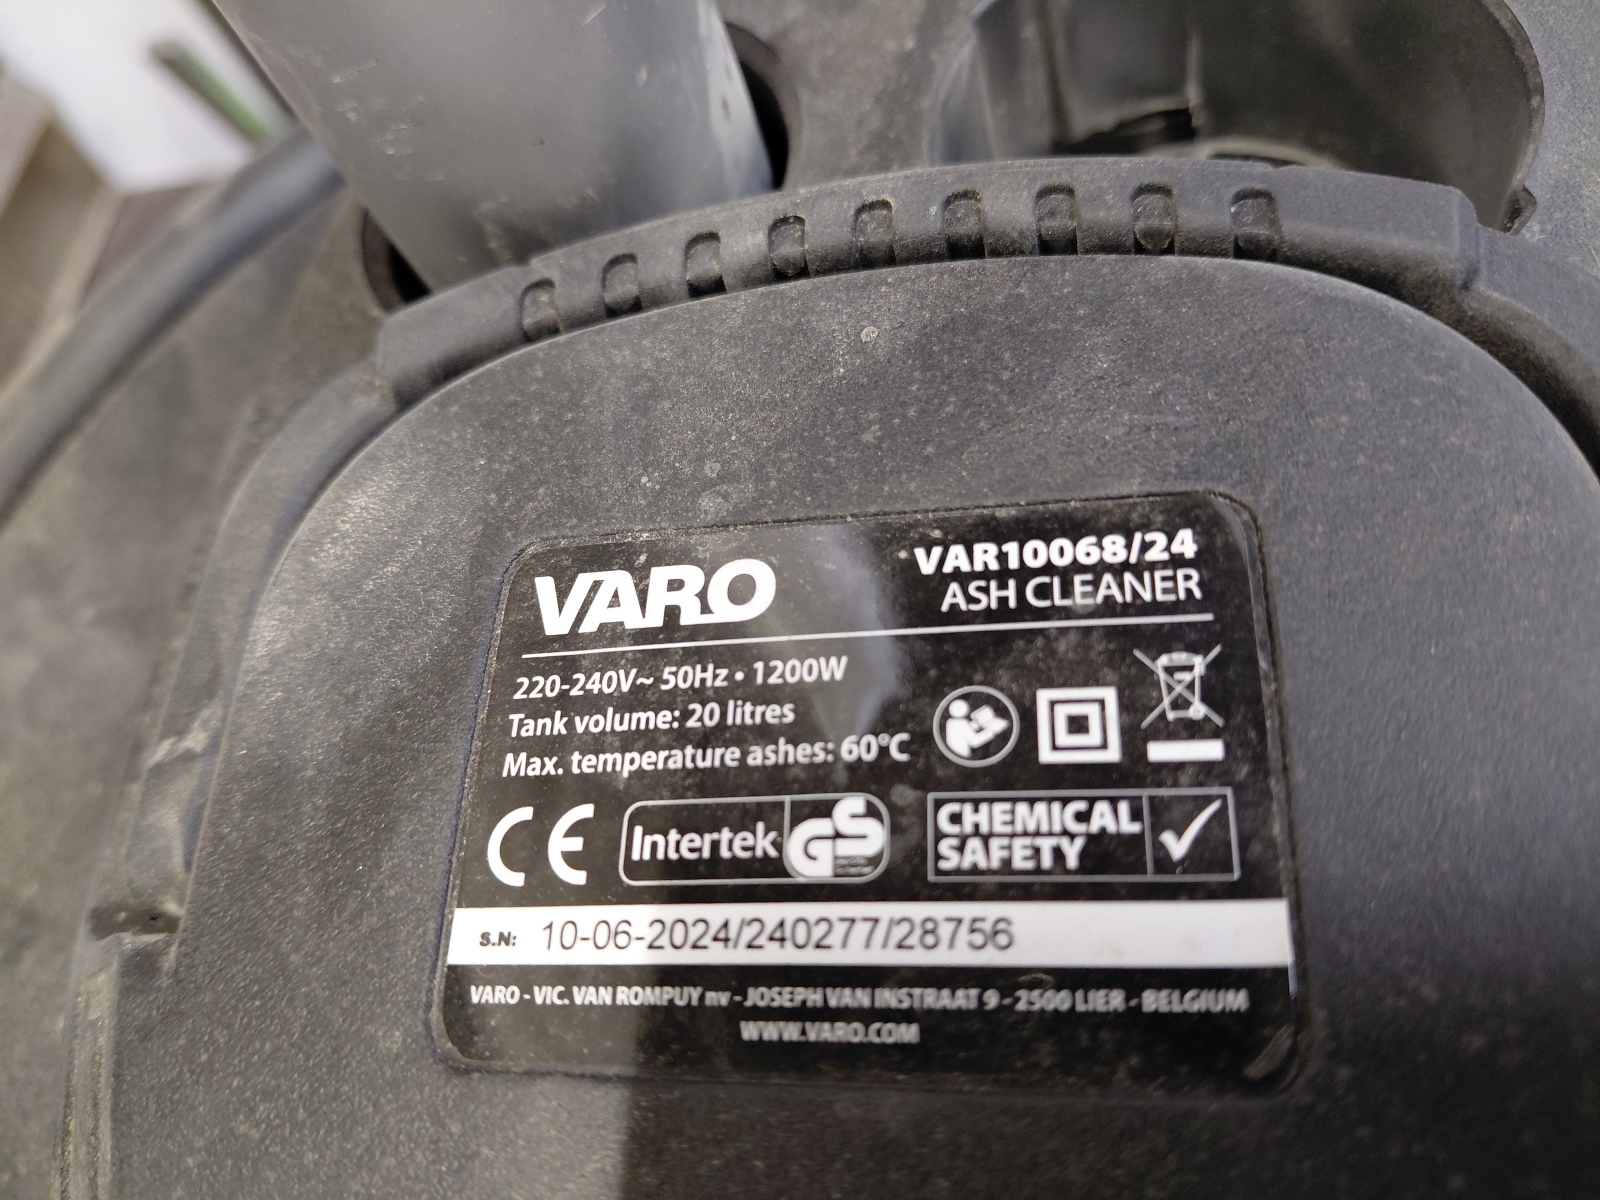 VARO
VAR10068/24
ASH CLEANER
220-240V~ 50Hz • 1200W
Tank volume: 20 litres
Max. temperature ashes: 60°C
CE
Intertek GS
CHEMICAL
SAFETY
S.N: 10-06-2024/240277/28756
VARO - VIC. VAN ROMPUY nv - JOSEPH VAN INSTRAAT 9 - 2500 LIER - BELGIUM
WWW.VARO.COM